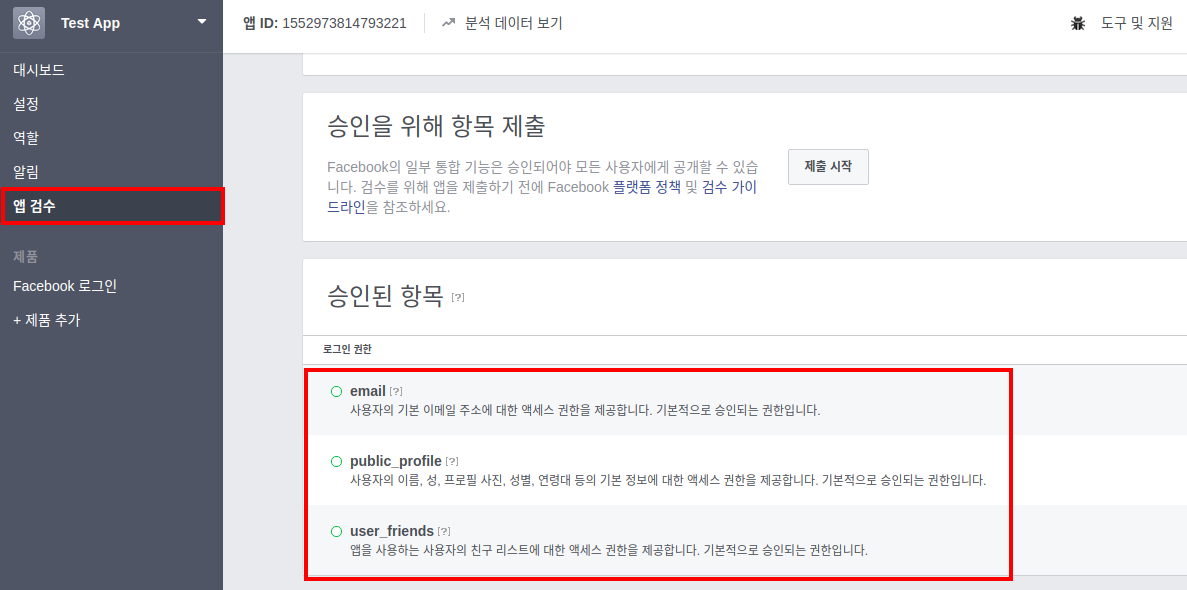 Test App
앱 ID: 1552973814793221
분석 데이터 보기
도구 및 지원
대시보드
설정
역할
알림
앱 검수
제품
Facebook 로그인
+ 제품 추가
승인을 위해 항목 제출
Facebook의 일부 통합 기능은 승인되어야 모든 사용자에게 공개할 수 있습
니다. 검수를 위해 앱을 제출하기 전에 Facebook 플랫폼 정책 및 검수 가이
드라인을 참조하세요.
제출 시작
승인된 항목 [?]
로그인 권한
email [?]
사용자의 기본 이메일 주소에 대한 액세스 권한을 제공합니다. 기본적으로 승인되는 권한입니다.
public_profile [?]
사용자의 이름, 성, 프로필 사진, 성별, 연령대 등의 기본 정보에 대한 액세스 권한을 제공합니다. 기본적으로 승인되는 권한입니다.
user_friends [?]
앱을 사용하는 사용자의 친구 리스트에 대한 액세스 권한을 제공합니다. 기본적으로 승인되는 권한입니다.